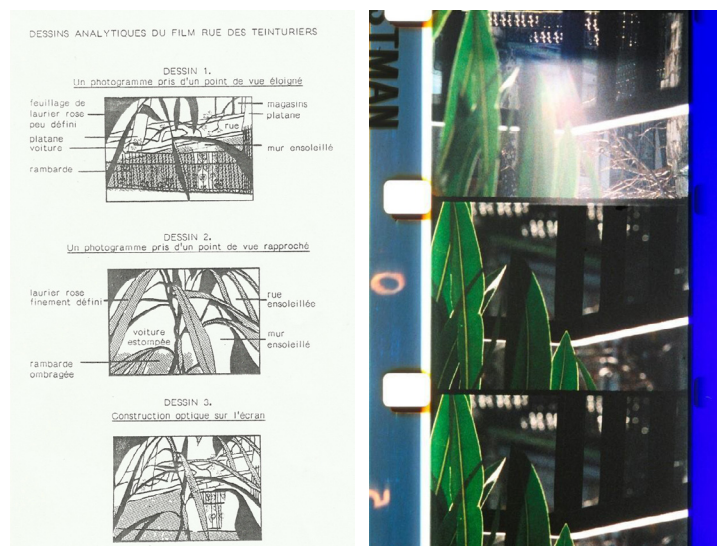 DESSINS ANALYTIQUES DU FILM RUE DES TEINTURIERS
DESSIN 1.
Un photogramme pris d'un point de vue éloigné
feuillage de
laurier rose
peu défini
platane
voiture
rambarde
magasins
platane
rue
mur ensoleillé
DESSIN 2.
Un photogramme pris d'un point de vue rapproché
laurier rose
finement défini
rue
ensoleillée
voiture
estompée
mur
ensoleillé
rambarde
ombragée
DESSIN 3.
Construction optique sur l'écran
TMAN
0